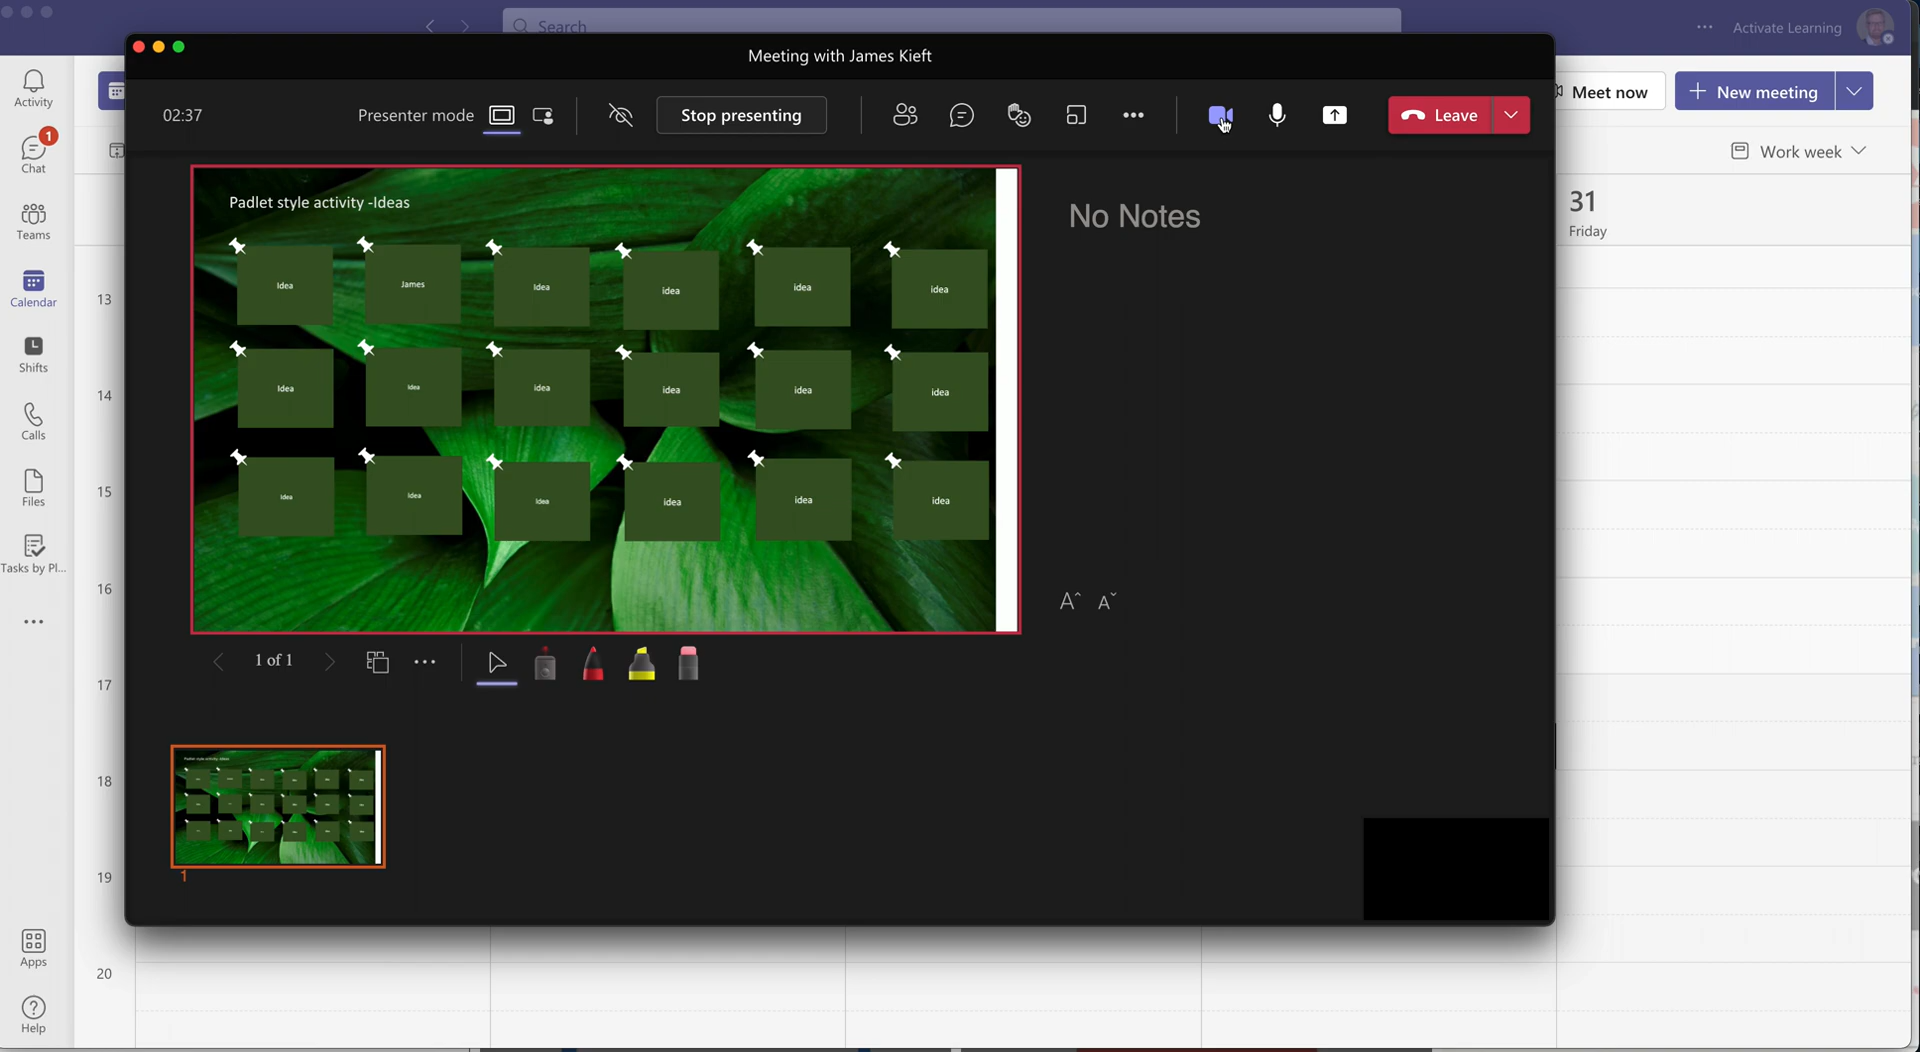 Search
Activate Learning
Meeting with James Kieft
Activity
Meet now
New meeting
02:37
Presenter mode
Stop presenting
Leave
1
Chat
Work week
Padlet style activity -Ideas
No Notes
31
Friday
Teams
Idea
James
Idea
idea
idea
idea
Calendar
13
Shifts
Idea
Idea
idea
idea
idea
idea
14
Calls
15
Files
Idea
Idea
Idea
idea
idea
idea
Tasks by Pl...
16
A A
1 of 1
17
18
1
19
Apps
20
Help